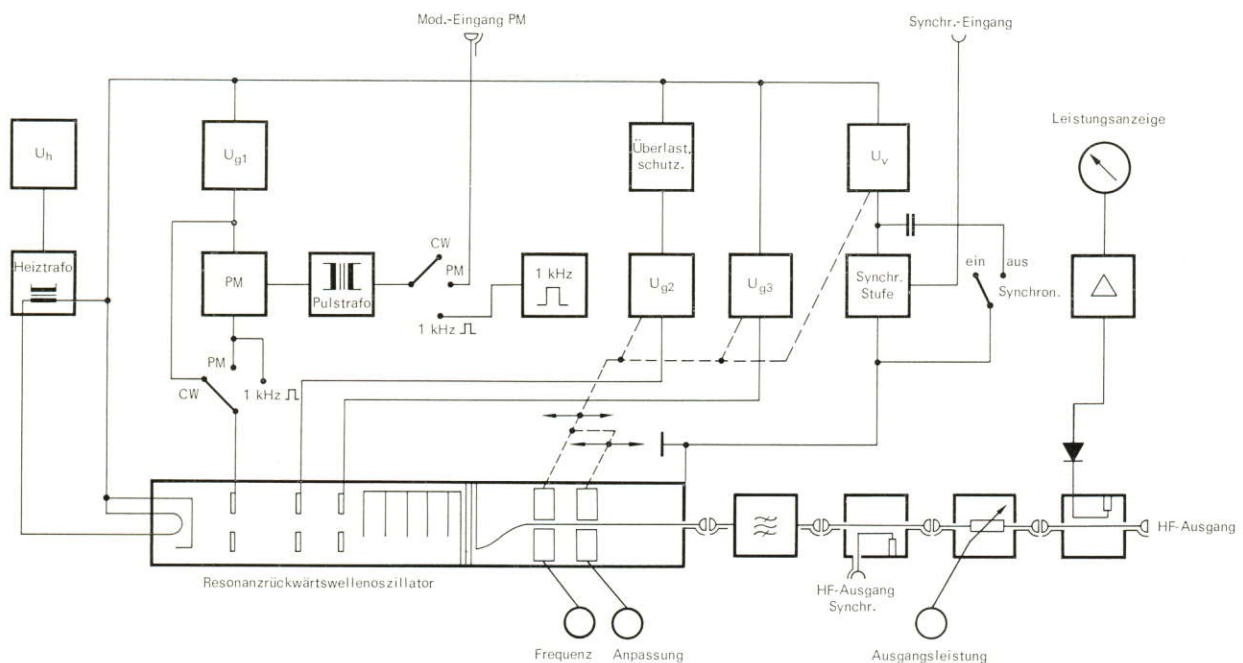 Mod.-Eingang PM
Synchr.-Eingang
Leistungsanzeige
Uh
Ug1
Überlast,
schutz.
Uv
Heiztrafo
PM
Pulstrafo
CW
PM
1 kHz
1 kHz
Ug2
Ug3
Synchr.
Stufe
ein
aus
Synchron.
PM
CW
1 kHz
Resonanzrückwärtswellenoszillator
HF-Ausgang
HF-Ausgang
Synchr.
Frequenz
Anpassung
Ausgangsleistung